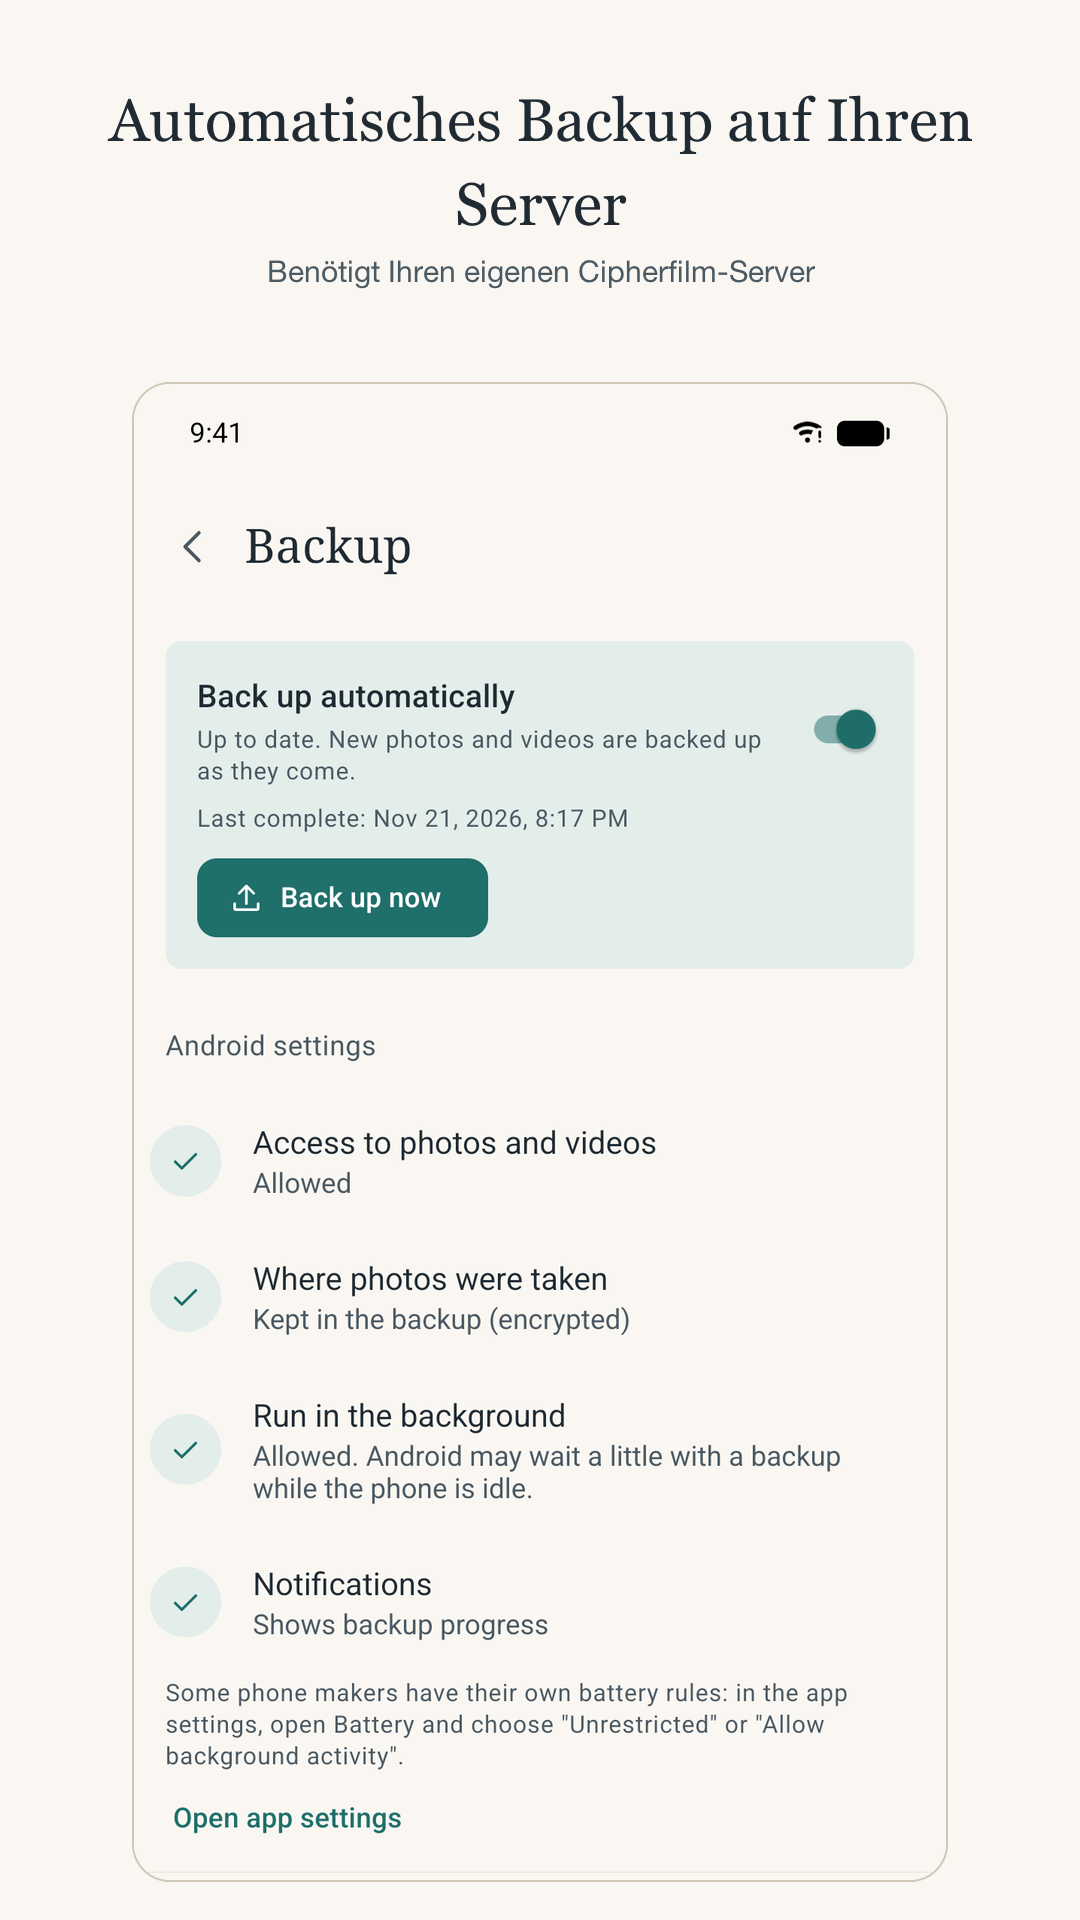 Automatisches Backup auf Ihren
Server
Benötigt Ihren eigenen Cipherfilm-Server
9:41
Backup
Back up automatically
Up to date. New photos and videos are backed up
as they come.
Last complete: Nov 21, 2026, 8:17 PM
Back up now
Android settings
Access to photos and videos
Allowed
Where photos were taken
Kept in the backup (encrypted)
Run in the background
Allowed. Android may wait a little with a backup
while the phone is idle.
Notifications
Shows backup progress
Some phone makers have their own battery rules: in the app
settings, open Battery and choose "Unrestricted" or "Allow
background activity".
Open app settings